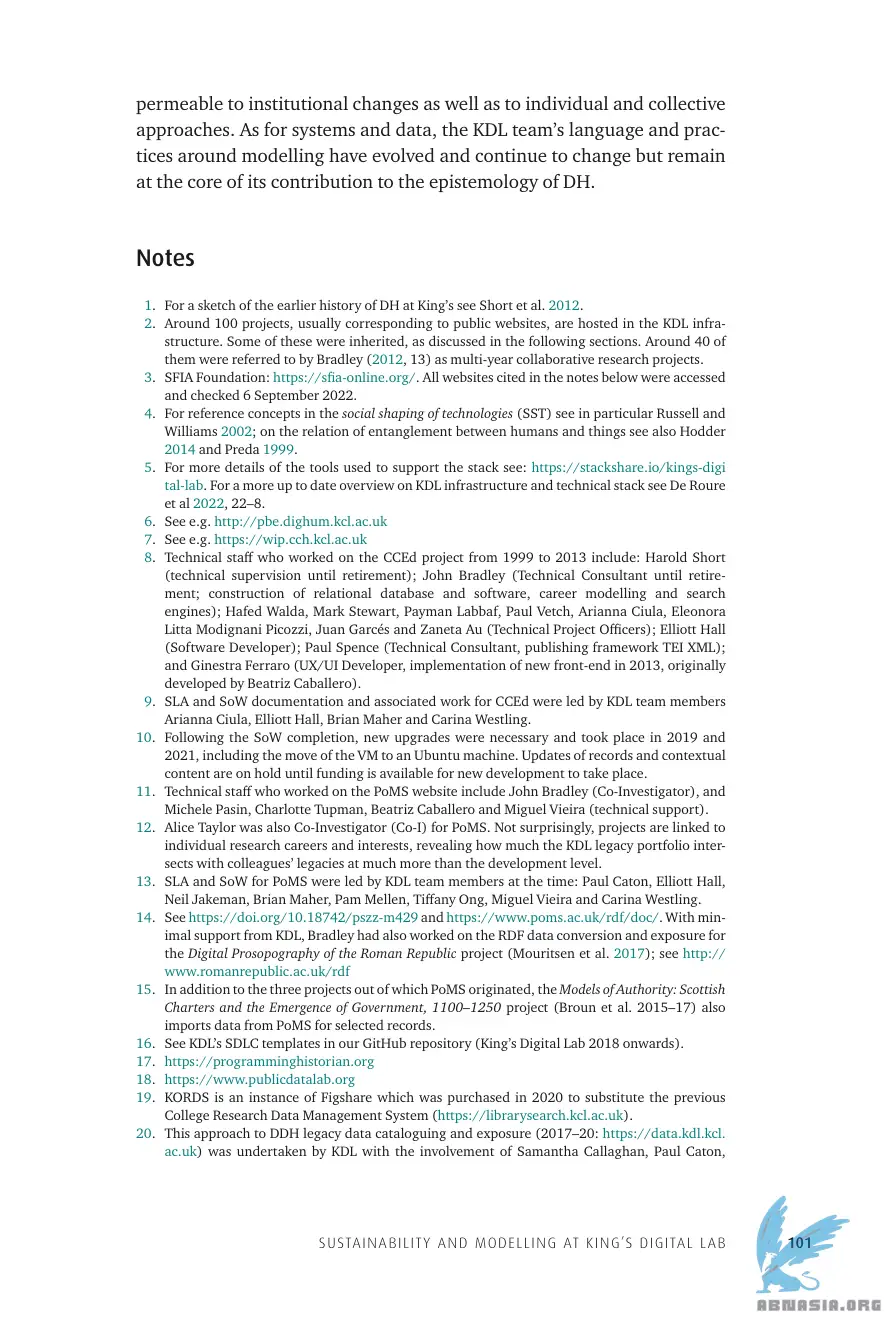 permeable to institutional changes as well as to individual and collective
approaches. As for systems and data, the KDL team’s language and prac-
tices around modelling have evolved and continue to change but remain
at the core of its contribution to the epistemology of DH.
Notes
1. For a sketch of the earlier history of DH at King’s see Short et al. 2012.
2. Around 100 projects, usually corresponding to public websites, are hosted in the KDL infra-
structure. Some of these were inherited, as discussed in the following sections. Around 40 of
them were referred to by Bradley (2012, 13) as multi-year collaborative research projects.
3. SFIA Foundation: https://sfia-online.org/. All websites cited in the notes below were accessed
and checked 6 September 2022.
4. For reference concepts in the social shaping of technologies (SST) see in particular Russell and
Williams 2002; on the relation of entanglement between humans and things see also Hodder
2014 and Preda 1999.
5. For more details of the tools used to support the stack see: https://stackshare.io/kings-digi
tal-lab. For a more up to date overview on KDL infrastructure and technical stack see De Roure
et al 2022, 22–8.
6. See e.g. http://pbe.dighum.kcl.ac.uk
7. See e.g. https://wip.cch.kcl.ac.uk
8. Technical staff who worked on the CCEd project from 1999 to 2013 include: Harold Short
(technical supervision until retirement); John Bradley (Technical Consultant until retire-
ment; construction of relational database and software, career modelling and search
engines); Hafed Walda, Mark Stewart, Payman Labbaf, Paul Vetch, Arianna Ciula, Eleonora
Litta Modignani Picozzi, Juan Garcés and Zaneta Au (Technical Project Officers); Elliott Hall
(Software Developer); Paul Spence (Technical Consultant, publishing framework TEI XML);
and Ginestra Ferraro (UX/UI Developer, implementation of new front-end in 2013, originally
developed by Beatriz Caballero).
9. SLA and SoW documentation and associated work for CCEd were led by KDL team members
Arianna Ciula, Elliott Hall, Brian Maher and Carina Westling.
10. Following the SoW completion, new upgrades were necessary and took place in 2019 and
2021, including the move of the VM to an Ubuntu machine. Updates of records and contextual
content are on hold until funding is available for new development to take place.
11. Technical staff who worked on the PoMS website include John Bradley (Co-Investigator), and
Michele Pasin, Charlotte Tupman, Beatriz Caballero and Miguel Vieira (technical support).
12. Alice Taylor was also Co-Investigator (Co-I) for PoMS. Not surprisingly, projects are linked to
individual research careers and interests, revealing how much the KDL legacy portfolio inter-
sects with colleagues’ legacies at much more than the development level.
13. SLA and SoW for PoMS were led by KDL team members at the time: Paul Caton, Elliott Hall,
Neil Jakeman, Brian Maher, Pam Mellen, Tiffany Ong, Miguel Vieira and Carina Westling.
14. See https://doi.org/10.18742/pszz-m429 and https://www.poms.ac.uk/rdf/doc/. With min-
imal support from KDL, Bradley had also worked on the RDF data conversion and exposure for
the Digital Prosopography of the Roman Republic project (Mouritsen et al. 2017); see http://
www.romanrepublic.ac.uk/rdf
15. In addition to the three projects out of which PoMS originated, the Models of Authority: Scottish
Charters and the Emergence of Government, 1100–1250 project (Broun et al. 2015–17) also
imports data from PoMS for selected records.
16. See KDL’s SDLC templates in our GitHub repository (King’s Digital Lab 2018 onwards).
17. https://programminghistorian.org
18. https://www.publicdatalab.org
19. KORDS is an instance of Figshare which was purchased in 2020 to substitute the previous
College Research Data Management System (https://librarysearch.kcl.ac.uk).
20. This approach to DDH legacy data cataloguing and exposure (2017–20: https://data.kdl.kcl.
ac.uk) was undertaken by KDL with the involvement of Samantha Callaghan, Paul Caton,
SUSTAINABILITY AND MODELLING AT KING’S DIGITAL LAB 101
ABNASIA.ORG